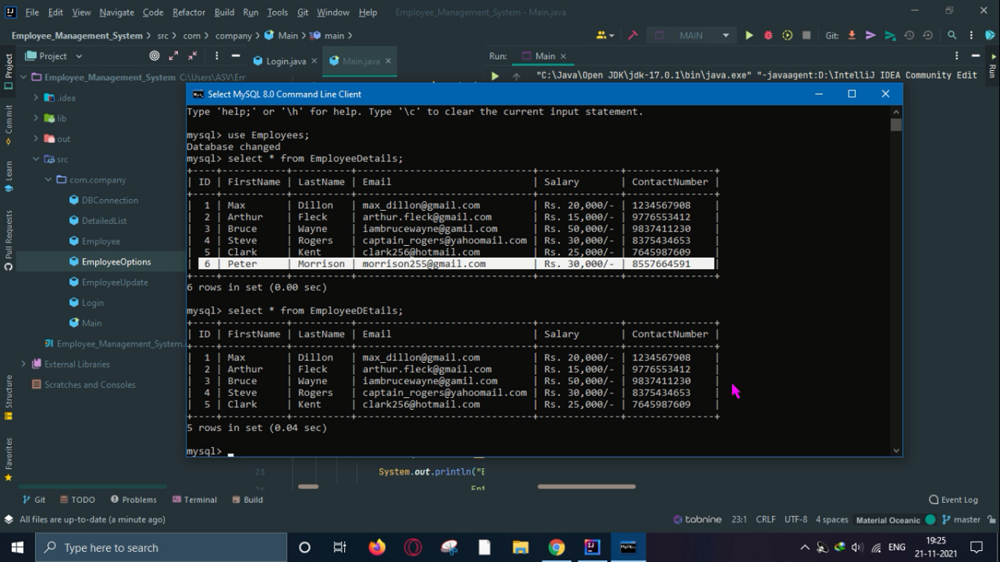 File Edit View Navigate Code Refactor Build Run Tools Git Window Help Employee_Management_System - Main.java
Employee_Management_System > src > com > company > Main > main > MAIN Git:
Project Login.java × Main.java × Run: Main ×
Employee_Management_System C:\Users\ASV\Em "C:\Java\Open JDK\jdk-17.0.1\bin\java.exe" "-javaagent:D:\IntelliJ IDEA Community Edit
.idea
lib
out
src
com.company
DBConnection
DetailedList
Employee
EmployeeOptions
EmployeeUpdate
Login
Main
Employee_Management_System.
External Libraries
Scratches and Consoles
Project
Commit
Learn
Pull Requests
Structure
Favorites
Run
Select MySQL 8.0 Command Line Client
Type 'help;' or '\h' for help. Type '\c' to clear the current input statement.
mysql> use Employees;
Database changed
mysql> select * from EmployeeDetails;
| ID | FirstName | LastName | Email | Salary | ContactNumber |
| 1 | Max | Dillon | max_dillon@gmail.com | Rs. 20,000/- | 1234567908 |
| 2 | Arthur | Fleck | arthur.fleck@gmail.com | Rs. 15,000/- | 9776553412 |
| 3 | Bruce | Wayne | iambrucewayne@gamil.com | Rs. 50,000/- | 9837411230 |
| 4 | Steve | Rogers | captain_rogers@yahoomail.com | Rs. 30,000/- | 8375434653 |
| 5 | Clark | Kent | clark256@hotmail.com | Rs. 25,000/- | 7645987609 |
| 6 | Peter | Morrison | morrison255@gmail.com | Rs. 30,000/- | 8557664591 |
6 rows in set (0.00 sec)
mysql> select * from EmployeeDEtails;
| ID | FirstName | LastName | Email | Salary | ContactNumber |
| 1 | Max | Dillon | max_dillon@gmail.com | Rs. 20,000/- | 1234567908 |
| 2 | Arthur | Fleck | arthur.fleck@gmail.com | Rs. 15,000/- | 9776553412 |
| 3 | Bruce | Wayne | iambrucewayne@gamil.com | Rs. 50,000/- | 9837411230 |
| 4 | Steve | Rogers | captain_rogers@yahoomail.com | Rs. 30,000/- | 8375434653 |
| 5 | Clark | Kent | clark256@hotmail.com | Rs. 25,000/- | 7645987609 |
5 rows in set (0.04 sec)
mysql>
23 System.out.println("E
Git TODO Problems Terminal Build Event Log
All files are up-to-date (a minute ago) tabnine 23:1 CRLF UTF-8 4 spaces Material Oceanic master
Type here to search ENG 19:25
21-11-2021